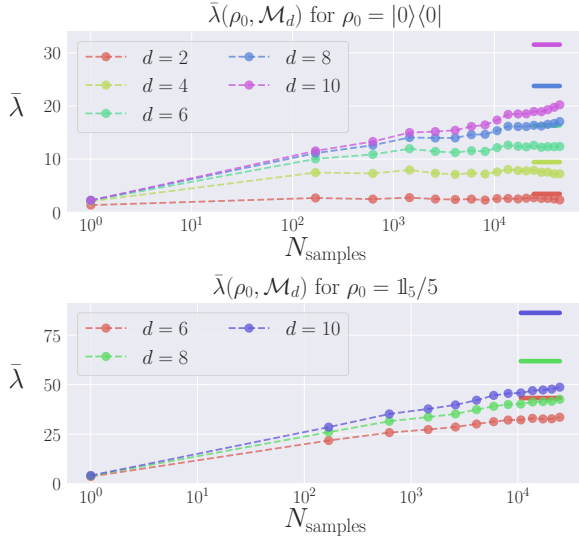 λ̄(ρ₀, ℳ_d) for ρ₀ = |0⟩⟨0|
30
20
10
0
λ̄
d = 2
d = 4
d = 6
d = 8
d = 10
10⁰ 10¹ 10² 10³ 10⁴
N_samples
λ̄(ρ₀, ℳ_d) for ρ₀ = 𝟙₅/5
75
50
25
0
λ̄
d = 6
d = 8
d = 10
10⁰ 10¹ 10² 10³ 10⁴
N_samples